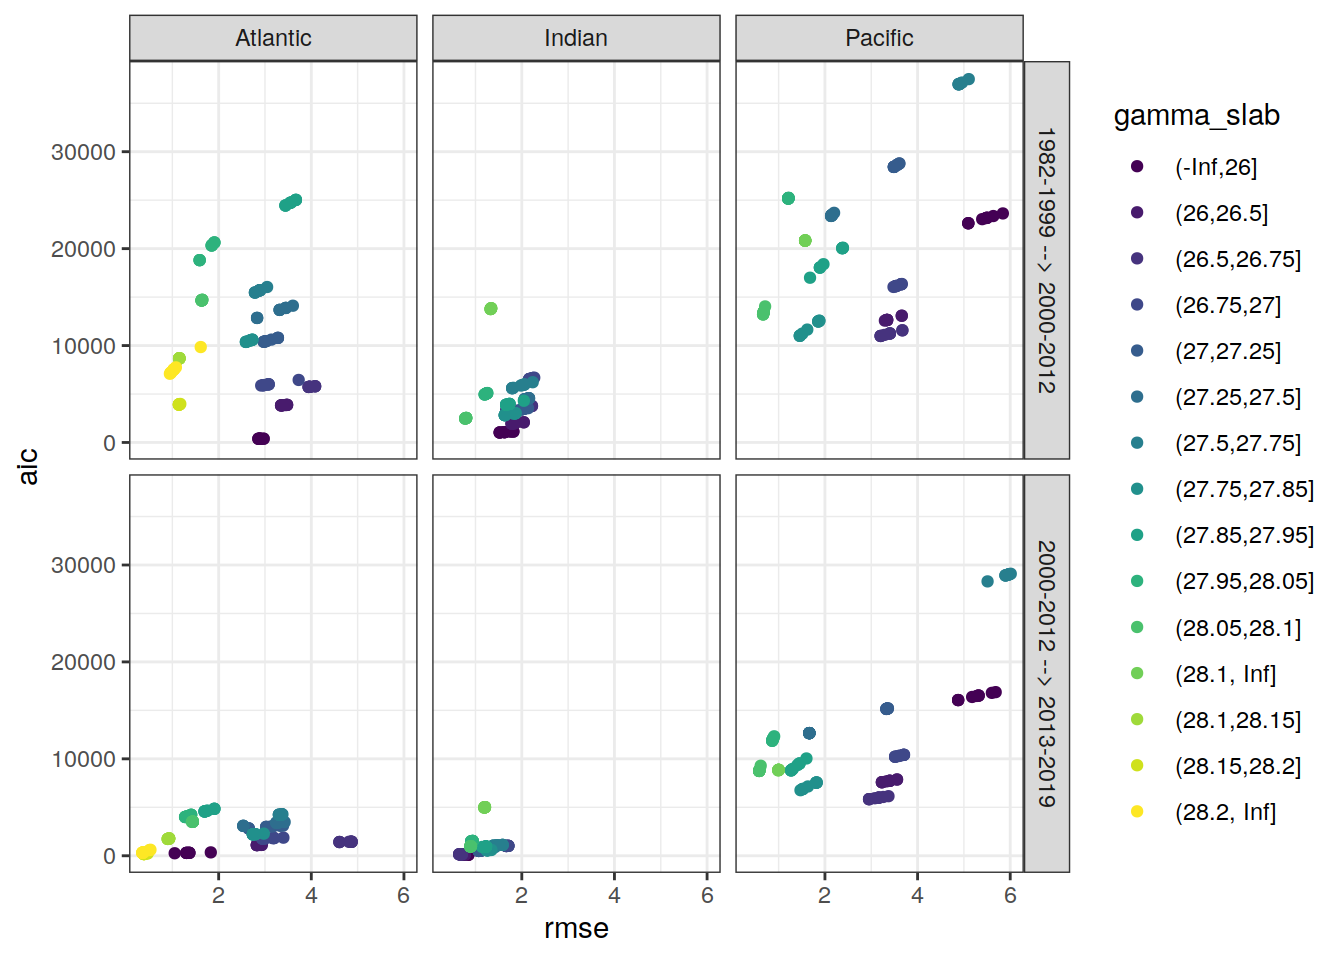 Atlantic
Indian
Pacific
30000
20000
10000
0
1982-1999 --> 2000-2012
30000
20000
10000
0
2000-2012 --> 2013-2019
2
4
6
2
4
6
2
4
6
rmse
aic
gamma_slab
(-Inf,26]
(26,26.5]
(26.5,26.75]
(26.75,27]
(27,27.25]
(27.25,27.5]
(27.5,27.75]
(27.75,27.85]
(27.85,27.95]
(27.95,28.05]
(28.05,28.1]
(28.1, Inf]
(28.1,28.15]
(28.15,28.2]
(28.2, Inf]